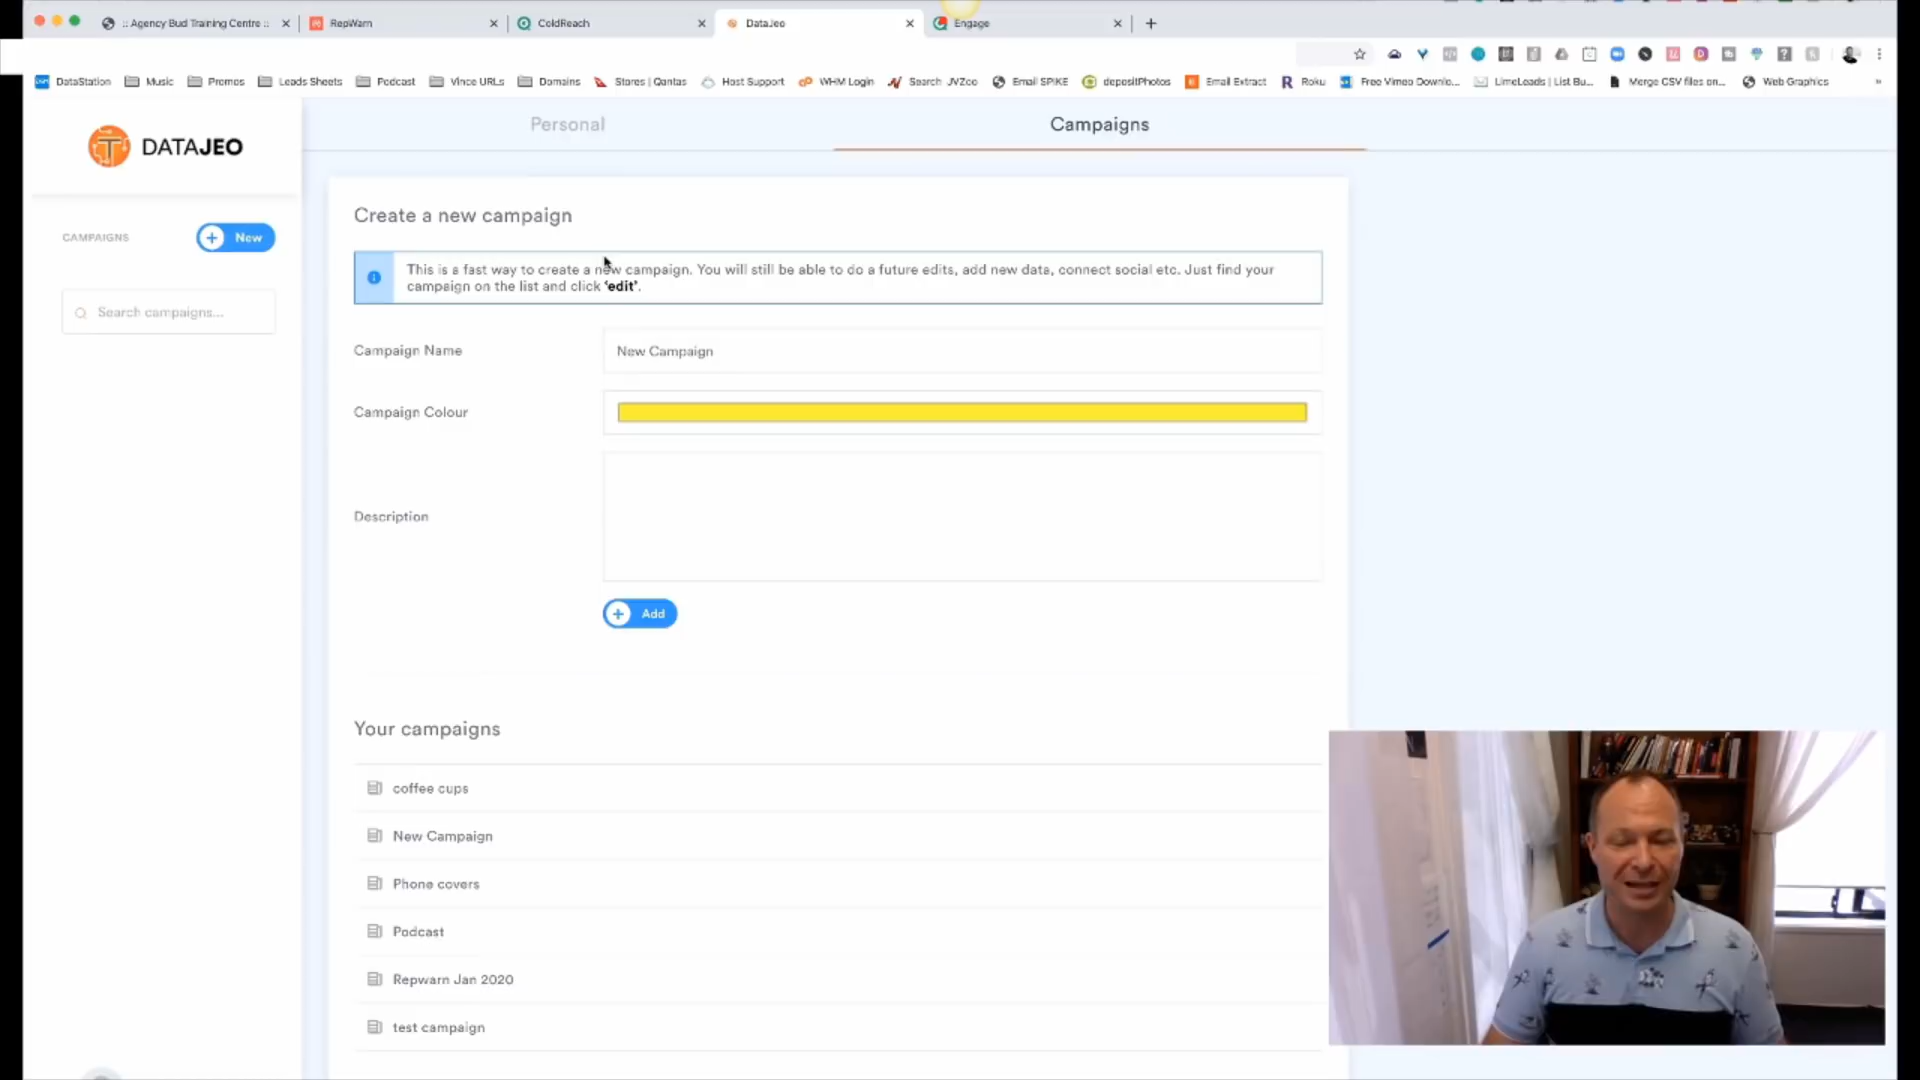 :: Agency Bud Training Centre ::
RepWarn
ColdReach
DataJeo
Engage
DataStation
Music
Promos
Leads Sheets
Podcast
Vince URLs
Domains
Stores | Qantas
Host Support
WHM Login
Search JVZoo
Email SPIKE
depositPhotos
Email Extract
Roku
Free Vimeo Downlo...
LimeLeads | List Bu...
Merge CSV files on...
Web Graphics
DATAJEO
Personal
Campaigns
CAMPAIGNS
New
Search campaigns...
Create a new campaign
This is a fast way to create a new campaign. You will still be able to do a future edits, add new data, connect social etc. Just find your
campaign on the list and click 'edit'.
Campaign Name
New Campaign
Campaign Colour
Description
Add
Your campaigns
coffee cups
New Campaign
Phone covers
Podcast
Repwarn Jan 2020
test campaign